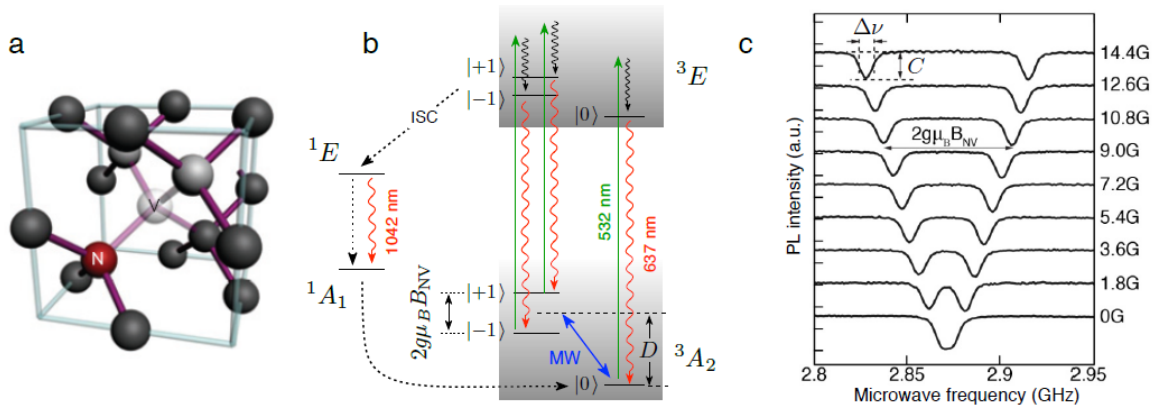 a
V
N
b
|+1⟩
|−1⟩
ISC
¹E
1042 nm
¹A₁
2gμ_B B_NV
|+1⟩
|−1⟩
|0⟩
³E
|0⟩
532 nm
637 nm
MW
D
³A₂
c
Δν
C
2gμ_B B_NV
PL intensity (a.u.)
14.4G
12.6G
10.8G
9.0G
7.2G
5.4G
3.6G
1.8G
0G
2.8 2.85 2.9 2.95
Microwave frequency (GHz)